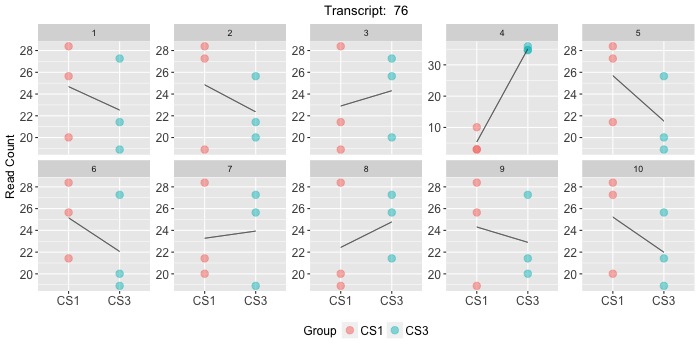 Transcript: 76
1 2 3 4 5
28 28 28 30 28
26 26 26 20 26
24 24 24 10 24
22 22 22 22
20 20 20 20
Read Count
6 7 8 9 10
28 28 28 28 28
26 26 26 26 26
24 24 24 24 24
22 22 22 22 22
20 20 20 20 20
CS1 CS3 CS1 CS3 CS1 CS3 CS1 CS3 CS1 CS3
Group CS1 CS3